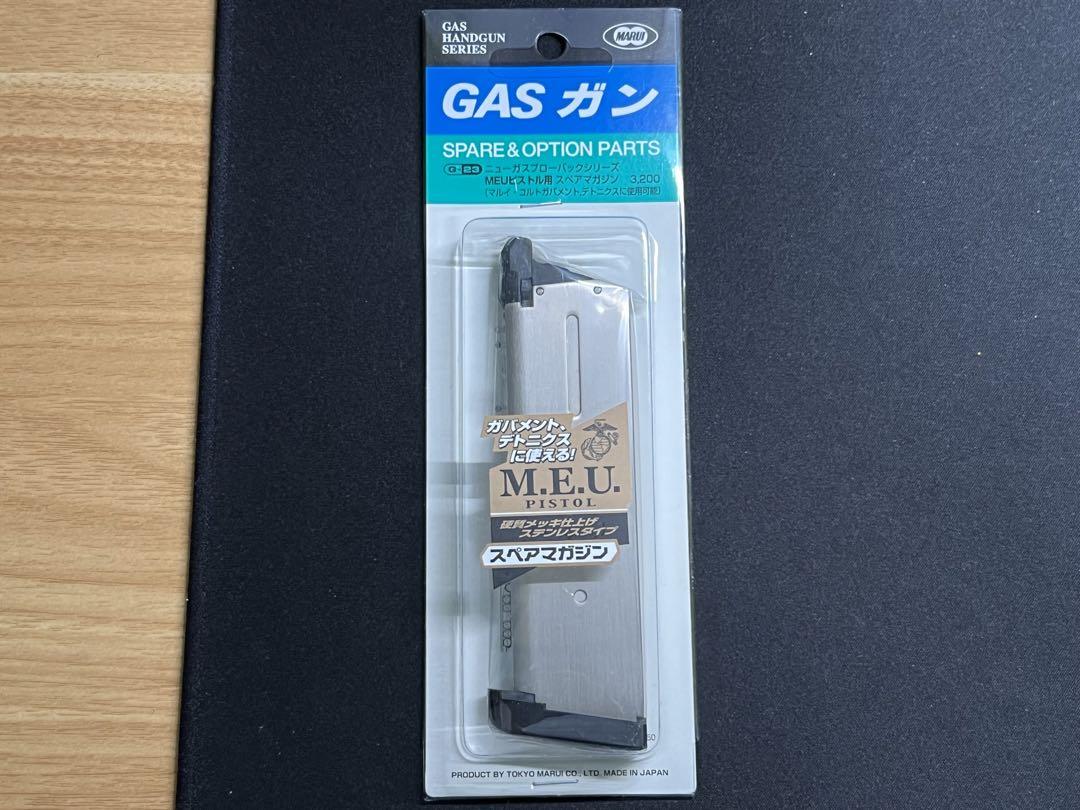 GAS
HANDGUN
SERIES
MARUI
GAS ガン
SPARE & OPTION PARTS
G-23 ニューガスブローバックシリーズ
MEUピストル用 スペアマガジン 3,200
(マルイ・コルトガバメント,デトニクスに使用可能)
ガバメント、
デトニクス
に使える!
M.E.U.
PISTOL
硬質メッキ仕上げ
ステンレスタイプ
スペアマガジン
50
PRODUCT BY TOKYO MARUI CO., LTD. MADE IN JAPAN